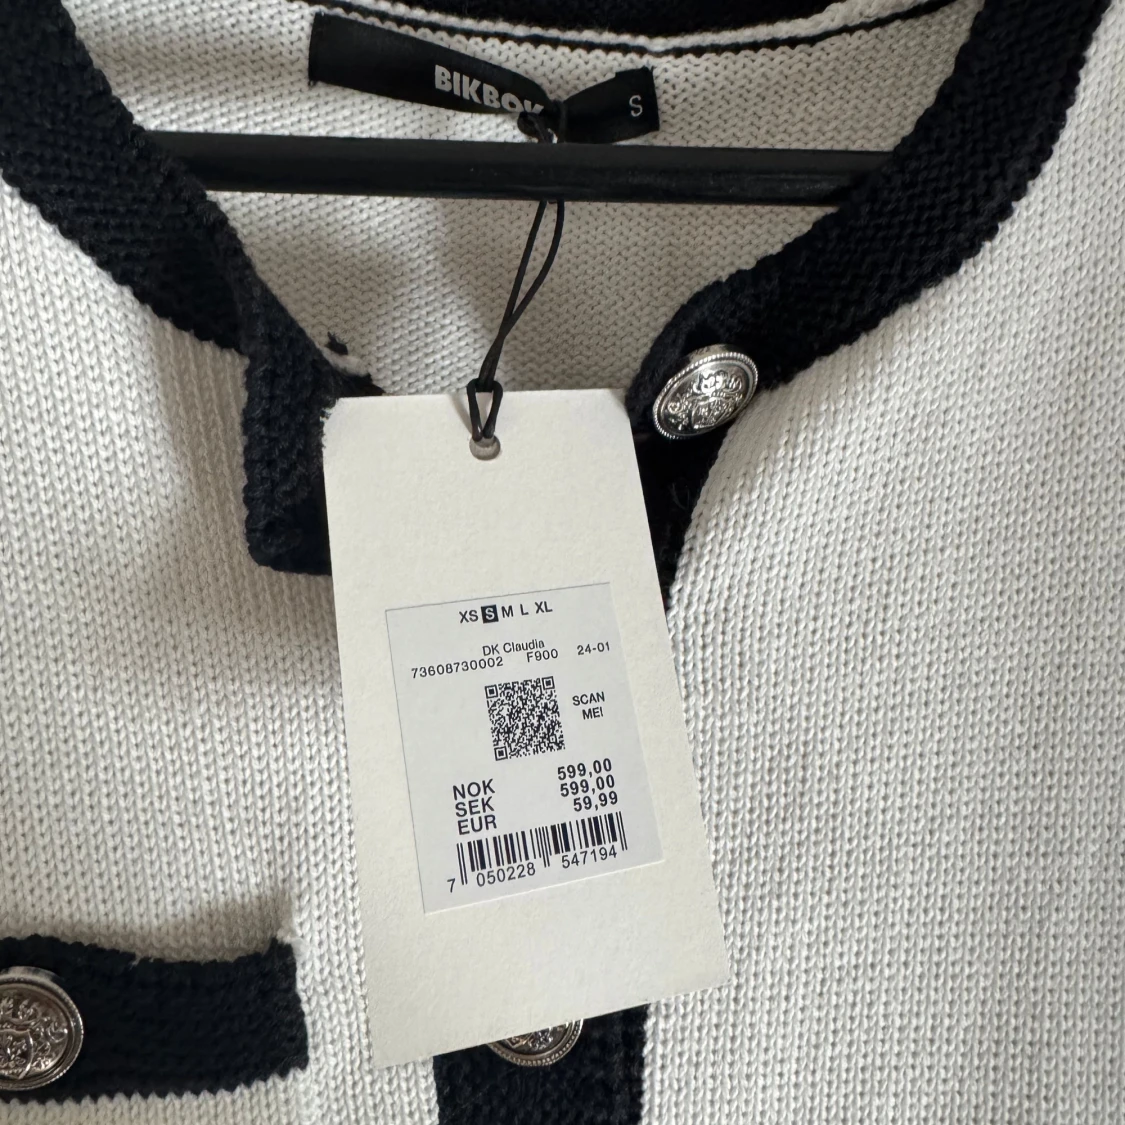 BIKBOK
S
XS S M L XL
DK Claudia
73608730002 F900 24-01
SCAN
ME!
NOK 599,00
SEK 599,00
EUR 59,99
7 050228 547194